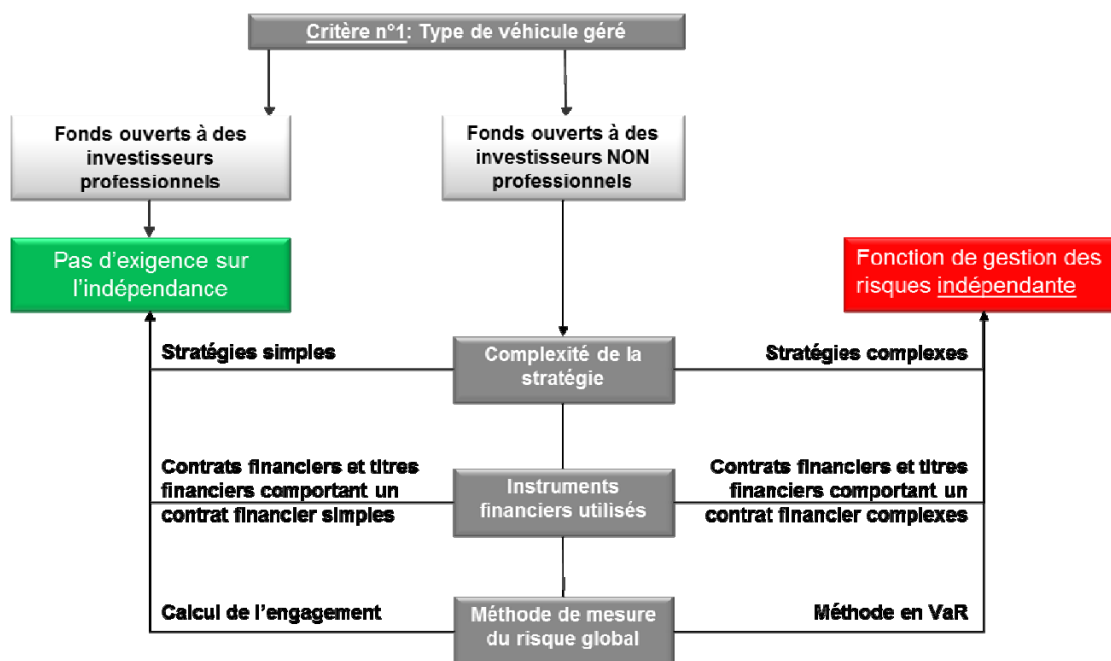 Critère n°1: Type de véhicule géré
Fonds ouverts à des
investisseurs
professionnels
Fonds ouverts à des
investisseurs NON
professionnels
Pas d'exigence sur
l'indépendance
Fonction de gestion des
risques indépendante
Stratégies simples
Complexité de la
stratégie
Stratégies complexes
Contrats financiers et titres
financiers comportant un
contrat financier simples
Instruments
financiers utilisés
Contrats financiers et titres
financiers comportant un
contrat financier complexes
Calcul de l'engagement
Méthode de mesure
du risque global
Méthode en VaR